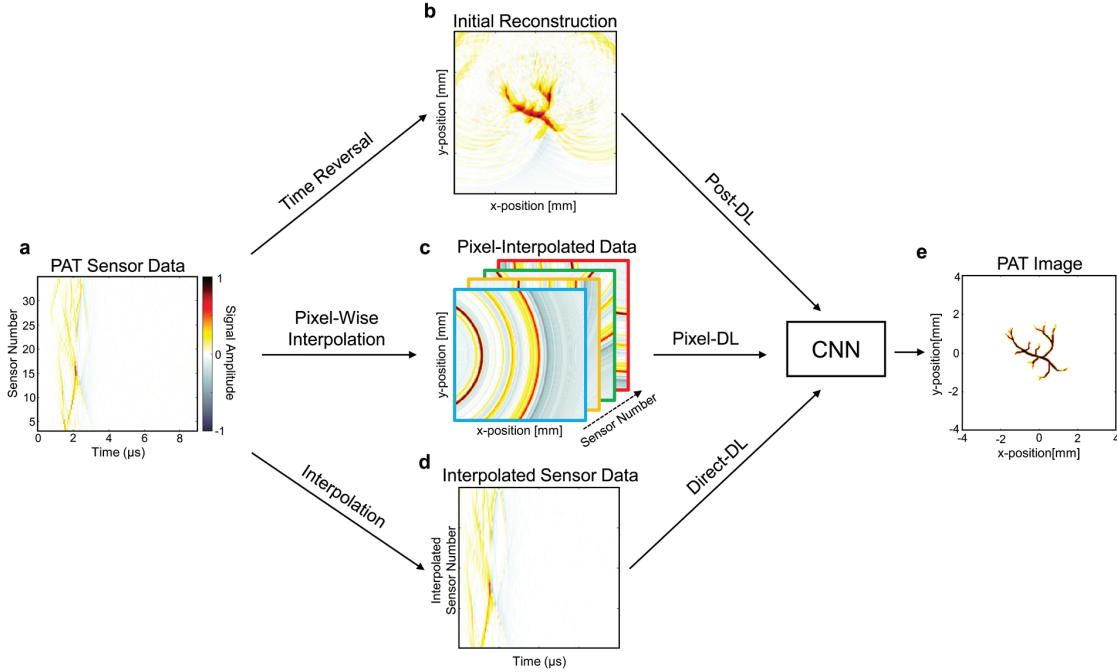 b
Initial Reconstruction
y-position [mm]
x-position [mm]
Time Reversal
Post-DL
a
PAT Sensor Data
30
25
20
15
10
5
Sensor Number
0
2
4
6
8
Time (µs)
1
0
-1
Signal Amplitude
Pixel-Wise
Interpolation
c
Pixel-Interpolated Data
y-position [mm]
x-position [mm]
Sensor Number
Pixel-DL
CNN
e
PAT Image
4
2
0
-2
-4
y-position[mm]
-4
-2
0
2
4
x-position[mm]
Interpolation
d
Interpolated Sensor Data
Interpolated
Sensor Number
Time (µs)
Direct-DL